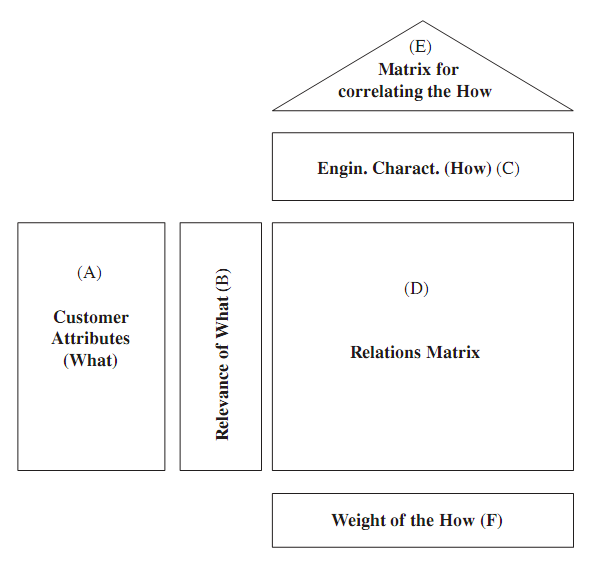 (E)
Matrix for
correlating the How
Engin. Charact. (How) (C)
(A)
Customer
Attributes
(What)
Relevance of What (B)
(D)
Relations Matrix
Weight of the How (F)